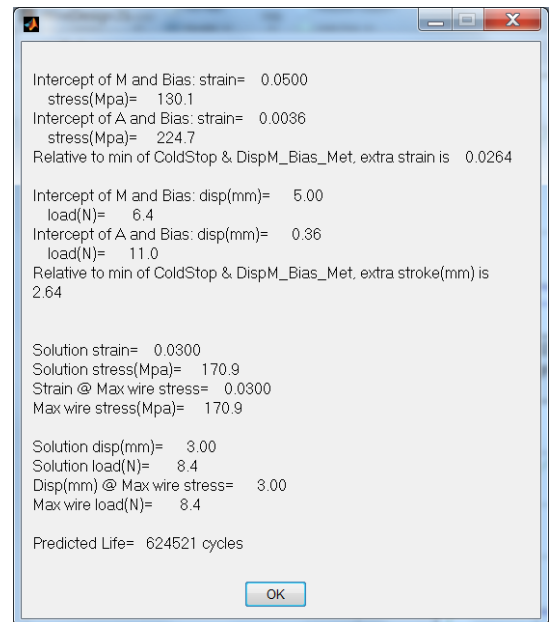 Intercept of M and Bias: strain= 0.0500
stress(Mpa)= 130.1
Intercept of A and Bias: strain= 0.0036
stress(Mpa)= 224.7
Relative to min of ColdStop & DispM_Bias_Met, extra strain is 0.0264
Intercept of M and Bias: disp(mm)= 5.00
load(N)= 6.4
Intercept of A and Bias: disp(mm)= 0.36
load(N)= 11.0
Relative to min of ColdStop & DispM_Bias_Met, extra stroke(mm) is
2.64
Solution strain= 0.0300
Solution stress(Mpa)= 170.9
Strain @ Max wire stress= 0.0300
Max wire stress(Mpa)= 170.9
Solution disp(mm)= 3.00
Solution load(N)= 8.4
Disp(mm) @ Max wire stress= 3.00
Max wire load(N)= 8.4
Predicted Life= 624521 cycles
OK